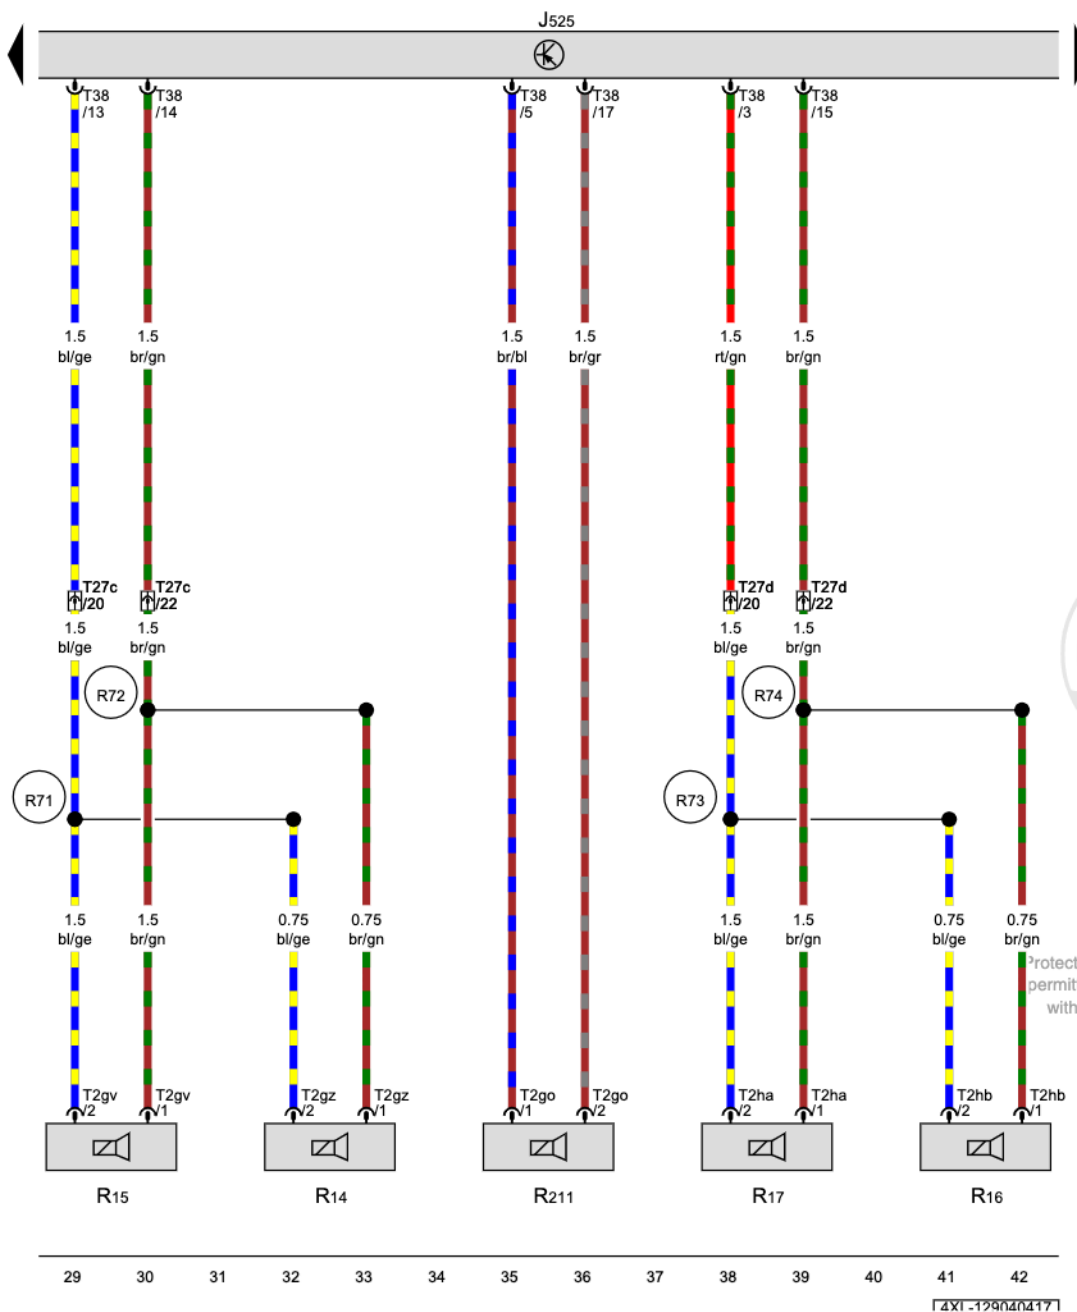 J525
T38 T38 T38 T38 T38 T38
/13 /14 /5 /17 /3 /15
1.5 1.5 1.5 1.5 1.5 1.5
bl/ge br/gn br/bl br/gr rt/gn br/gn
T27c T27c T27d T27d
/20 /22 /20 /22
1.5 1.5 1.5 1.5
bl/ge br/gn bl/ge br/gn
R72 R74
R71 R73
1.5 1.5 0.75 0.75 1.5 1.5 0.75 0.75
bl/ge br/gn bl/ge br/gn bl/ge br/gn bl/ge br/gn
Protect
permit
with
T2gv T2gv T2gz T2gz T2go T2go T2ha T2ha T2hb T2hb
/2 /1 /2 /1 /1 /2 /2 /1 /2 /1
R15 R14 R211 R17 R16
29 30 31 32 33 34 35 36 37 38 39 40 41 42
4XL-129040417